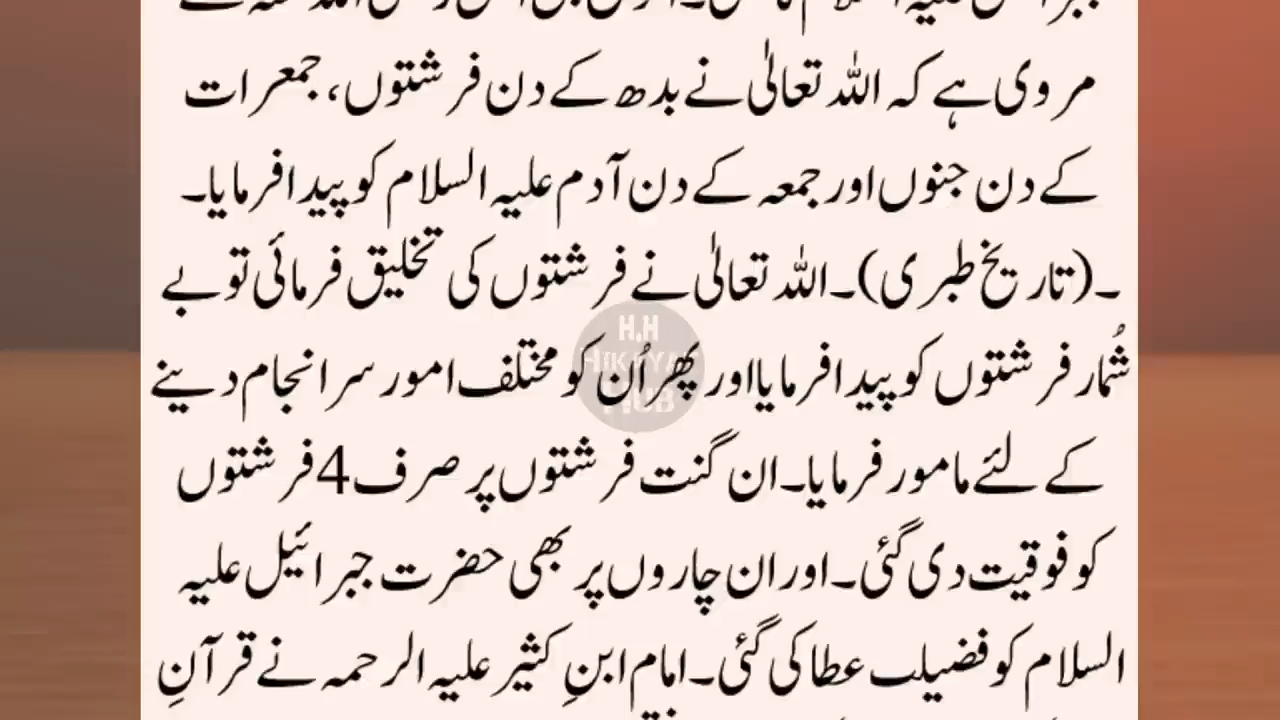 مروی ہے کہ اللہ تعالیٰ نے بدھ کے دن فرشتوں، جمعرات
کے دن جنوں اور جمعہ کے دن آدم علیہ السلام کو پیدا فرمایا۔
۔(تاریخ طبری)۔اللہ تعالیٰ نے فرشتوں کی تخلیق فرمائی تو بے
شُمار فرشتوں کو پیدا فرمایا اور پھر اُن کو مختلف امور سر انجام دینے
H.H
HUB
کے لئے مامور فرمایا۔ ان گنت فرشتوں پر صرف 4 فرشتوں
کو فوقیت دی گئی۔ اور ان چاروں پر بھی حضرت جبرائیل علیہ
السلام کو فضیلت عطا کی گئی۔ امام ابنِ کثیر علیہ الرحمہ نے قرآنِ